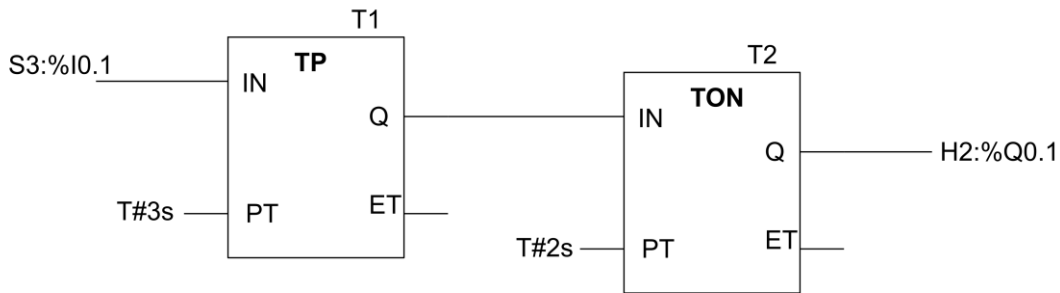 T1
S3:%I0.1
TP
IN
Q
T#3s
PT
ET
T2
TON
IN
Q
H2:%Q0.1
T#2s
PT
ET